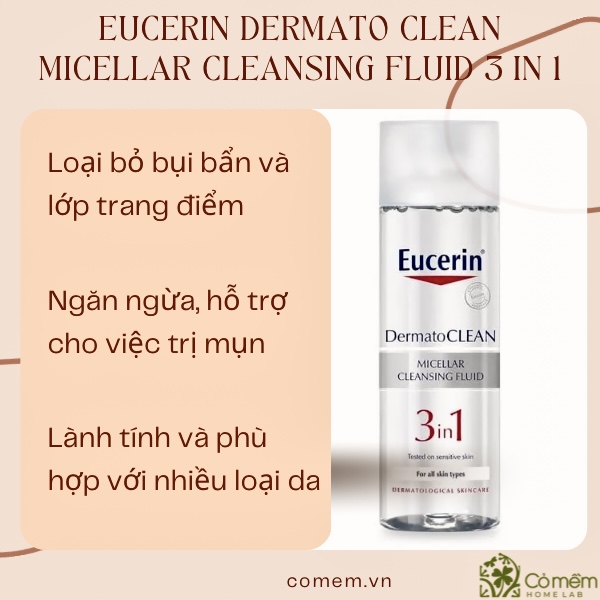 EUCERIN DERMATO CLEAN
MICELLAR CLEANSING FLUID 3 IN 1
Loại bỏ bụi bẩn và
lớp trang điểm
Ngăn ngừa, hỗ trợ
cho việc trị mụn
Lành tính và phù
hợp với nhiều loại da
Eucerin®
DermatoCLEAN
MICELLAR
CLEANSING FLUID
3in1
Tested on sensitive skin
For all skin types
DERMATOLOGICAL SKINCARE
comem.vn
Cỏ mềm
HOME LAB